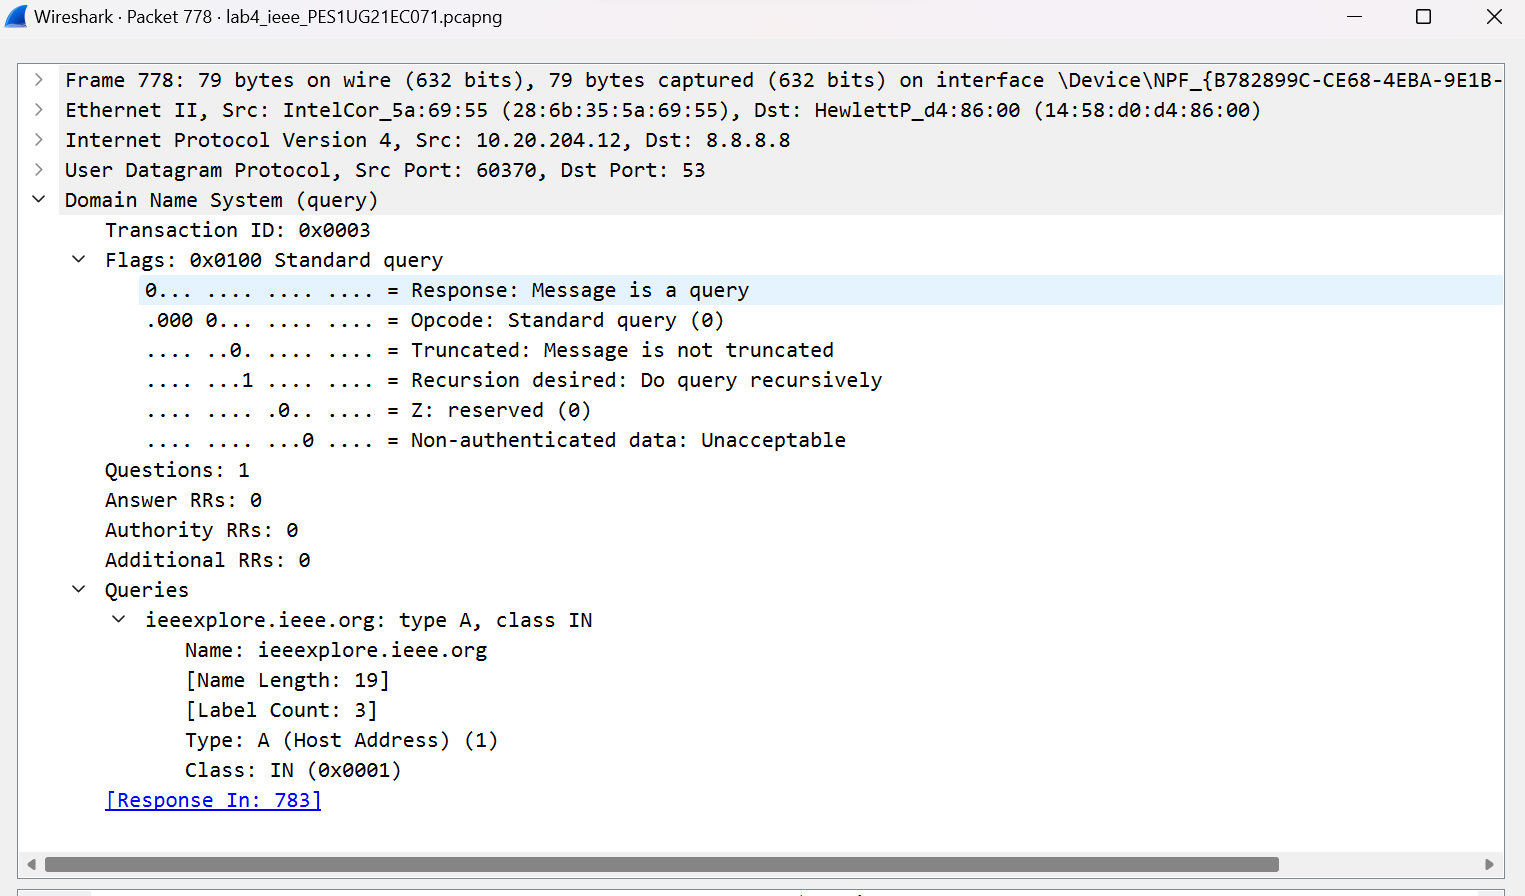 Wireshark · Packet 778 · lab4_ieee_PES1UG21EC071.pcapng
Frame 778: 79 bytes on wire (632 bits), 79 bytes captured (632 bits) on interface \Device\NPF_{B782899C-CE68-4EBA-9E1B-
Ethernet II, Src: IntelCor_5a:69:55 (28:6b:35:5a:69:55), Dst: HewlettP_d4:86:00 (14:58:d0:d4:86:00)
Internet Protocol Version 4, Src: 10.20.204.12, Dst: 8.8.8.8
User Datagram Protocol, Src Port: 60370, Dst Port: 53
Domain Name System (query)
Transaction ID: 0x0003
Flags: 0x0100 Standard query
0... .... .... .... = Response: Message is a query
.000 0... .... .... = Opcode: Standard query (0)
.... ..0. .... .... = Truncated: Message is not truncated
.... ...1 .... .... = Recursion desired: Do query recursively
.... .... .0.. .... = Z: reserved (0)
.... .... ...0 .... = Non-authenticated data: Unacceptable
Questions: 1
Answer RRs: 0
Authority RRs: 0
Additional RRs: 0
Queries
ieeexplore.ieee.org: type A, class IN
Name: ieeexplore.ieee.org
[Name Length: 19]
[Label Count: 3]
Type: A (Host Address) (1)
Class: IN (0x0001)
[Response In: 783]